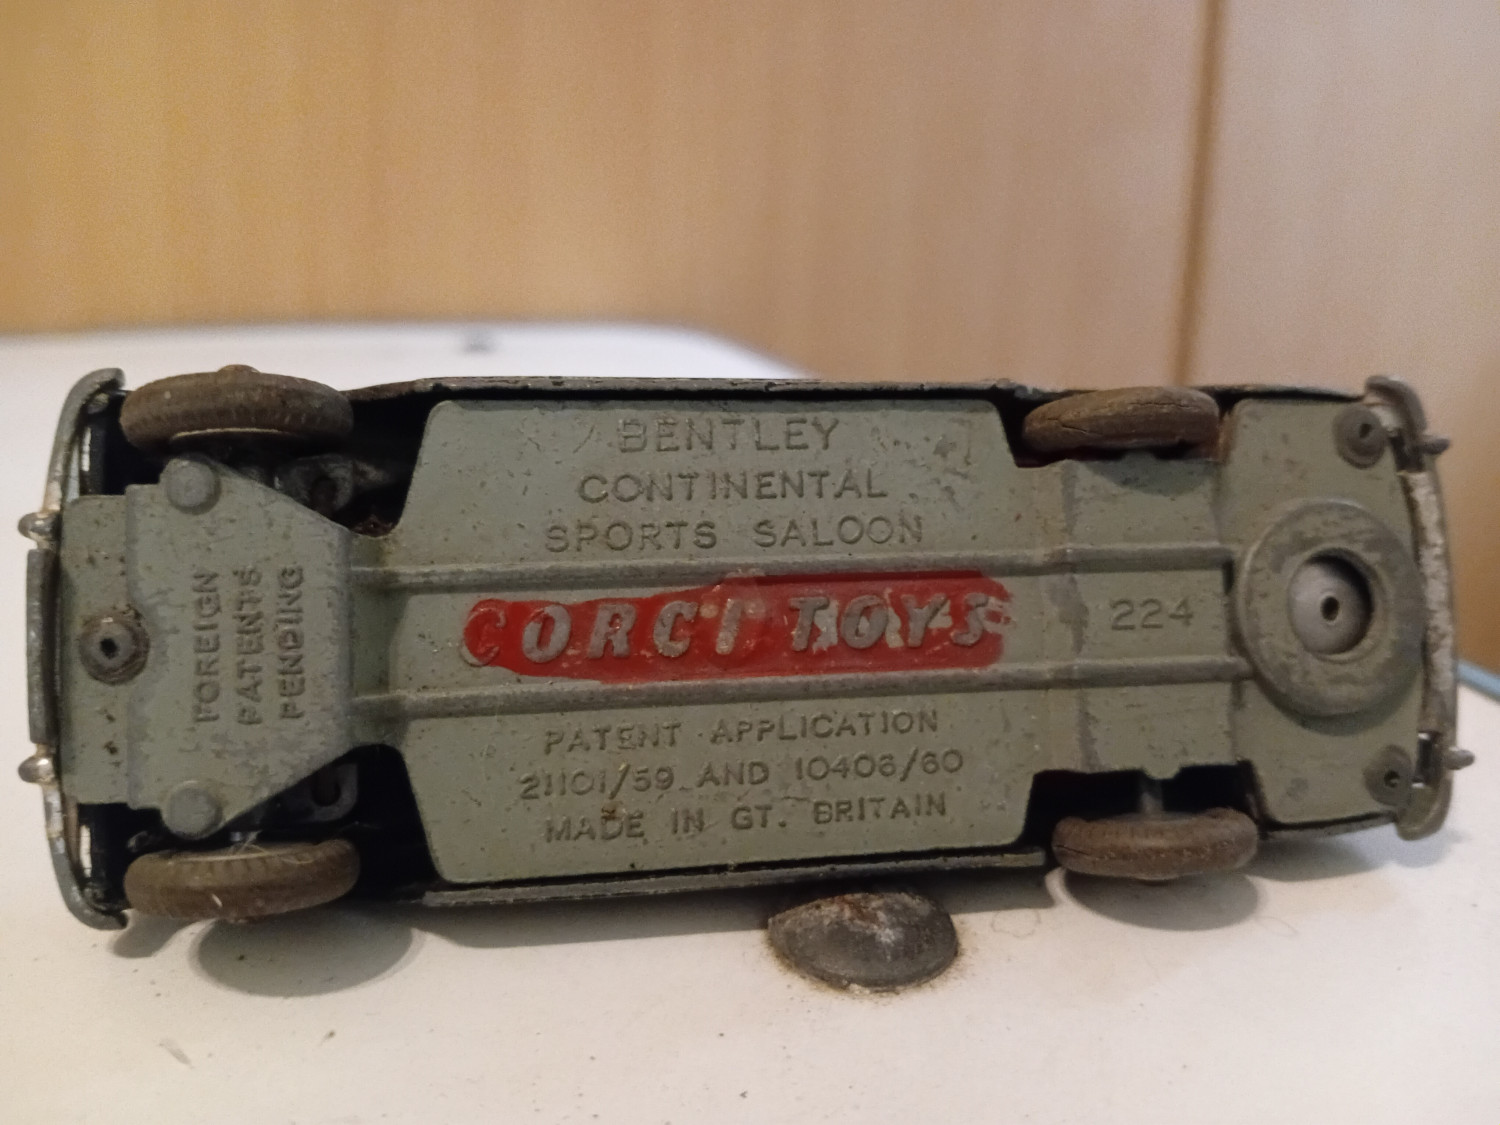 BENTLEY
CONTINENTAL
SPORTS SALOON
CORGI TOYS
224
PATENT APPLICATION
21101/59 AND 10406/60
MADE IN GT. BRITAIN
FOREIGN
PATENTS
PENDING